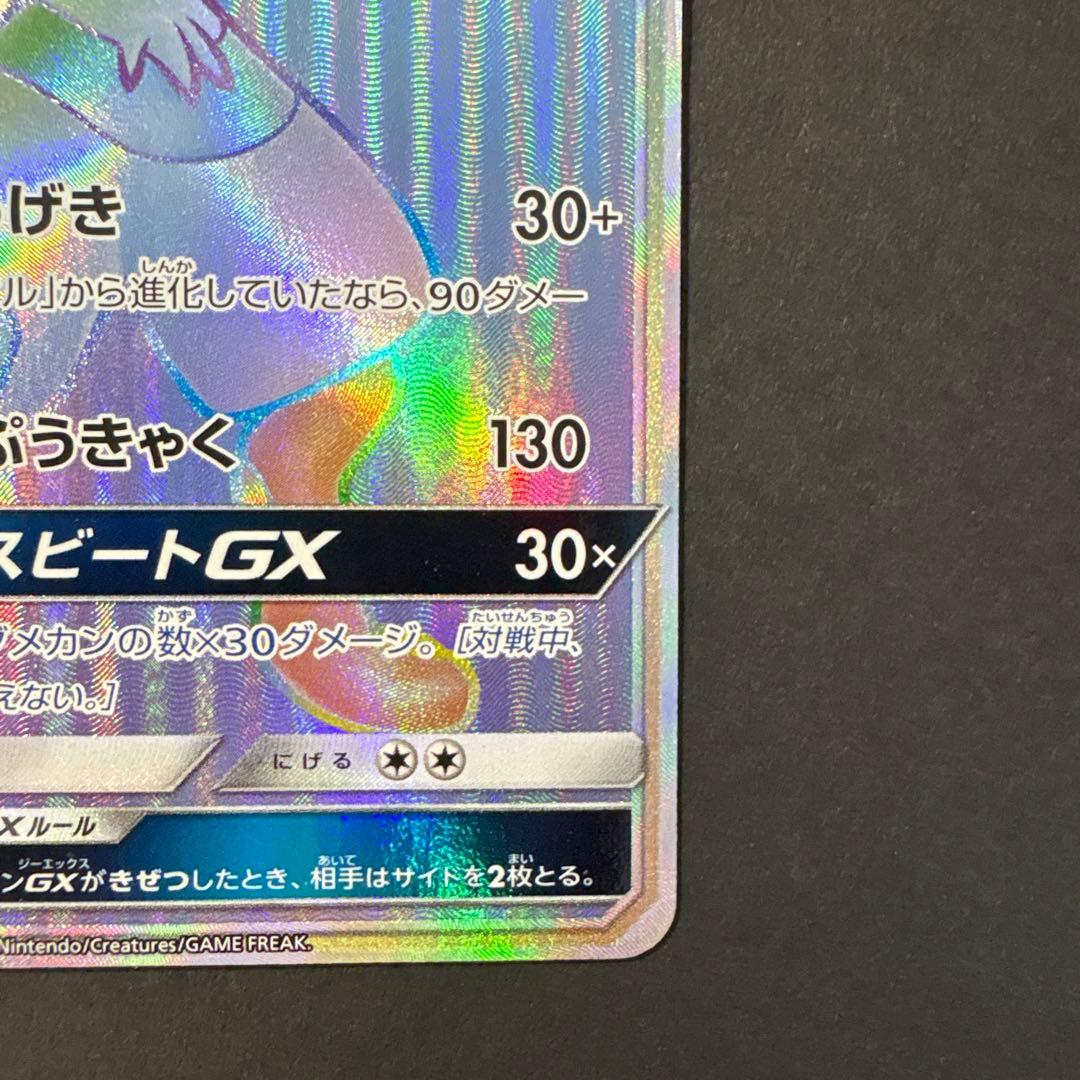 げき 30+
しんか
ル」から進化していたなら、90ダメー
ぷうきゃく 130
スビートGX 30×
かず たいせんちゅう
ダメカンの数×30ダメージ。[対戦中、
えない。]
にげる
Xルール
ジーエックス あいて まい
ンGXがきぜつしたとき、相手はサイドを2枚とる。
Nintendo/Creatures/GAME FREAK.